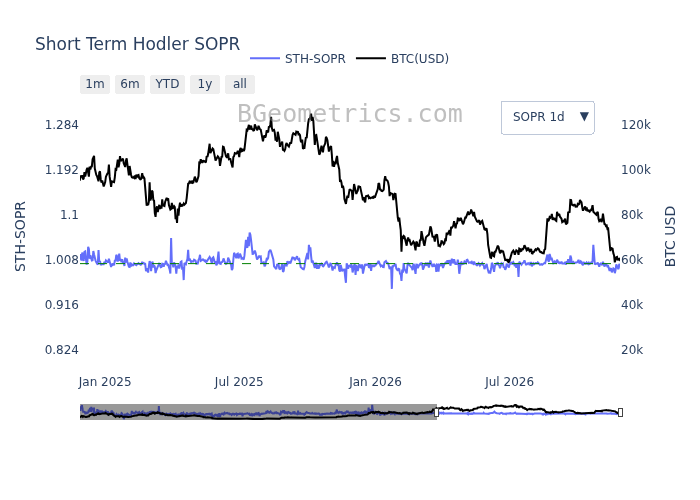 Short Term Hodler SOPR
STH-SOPR
BTC(USD)
1m
6m
YTD
1y
all
BGeometrics.com
SOPR 1d ▼
1.284
1.192
1.1
1.008
0.916
0.824
STH-SOPR
120k
100k
80k
60k
40k
20k
BTC USD
Jan 2025
Jul 2025
Jan 2026
Jul 2026